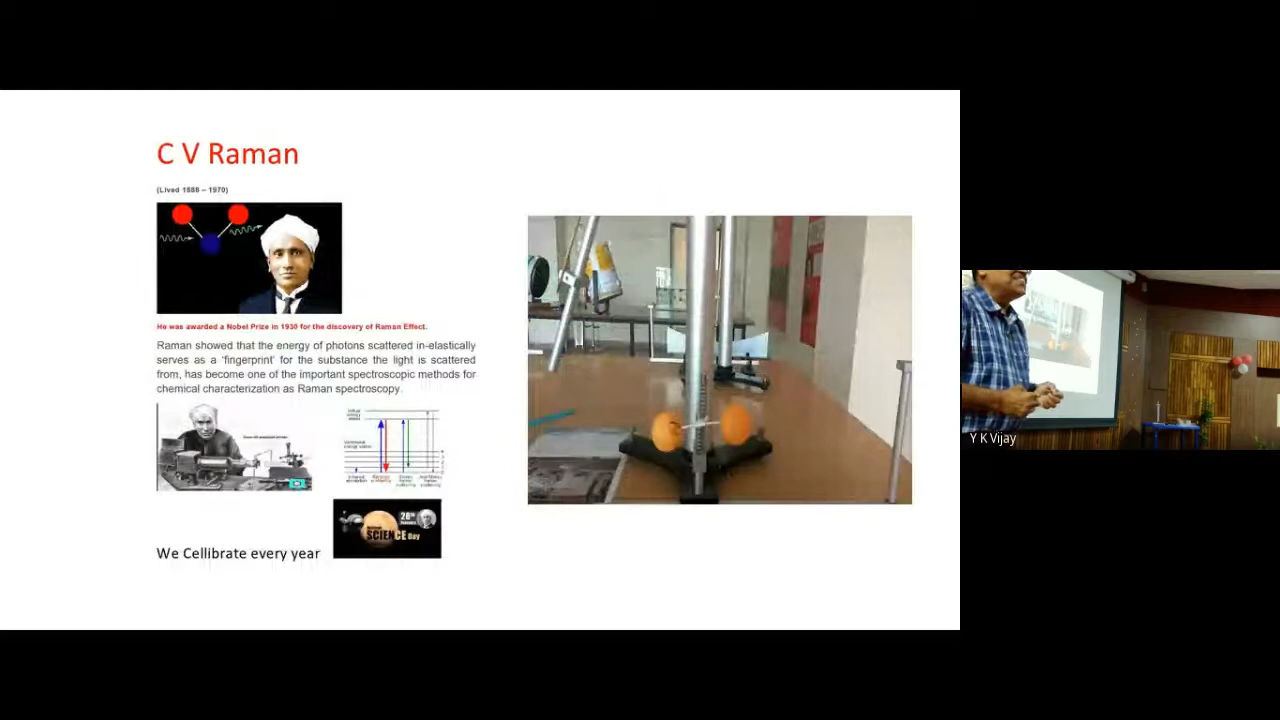 C V Raman
(Lived 1888 – 1970)
He was awarded a Nobel Prize in 1930 for the discovery of Raman Effect.
Raman showed that the energy of photons scattered in-elastically
serves as a 'fingerprint' for the substance the light is scattered
from, has become one of the important spectroscopic methods for
chemical characterization as Raman spectroscopy.
28th
SCIENCE Day
We Cellibrate every year
Y K Vijay